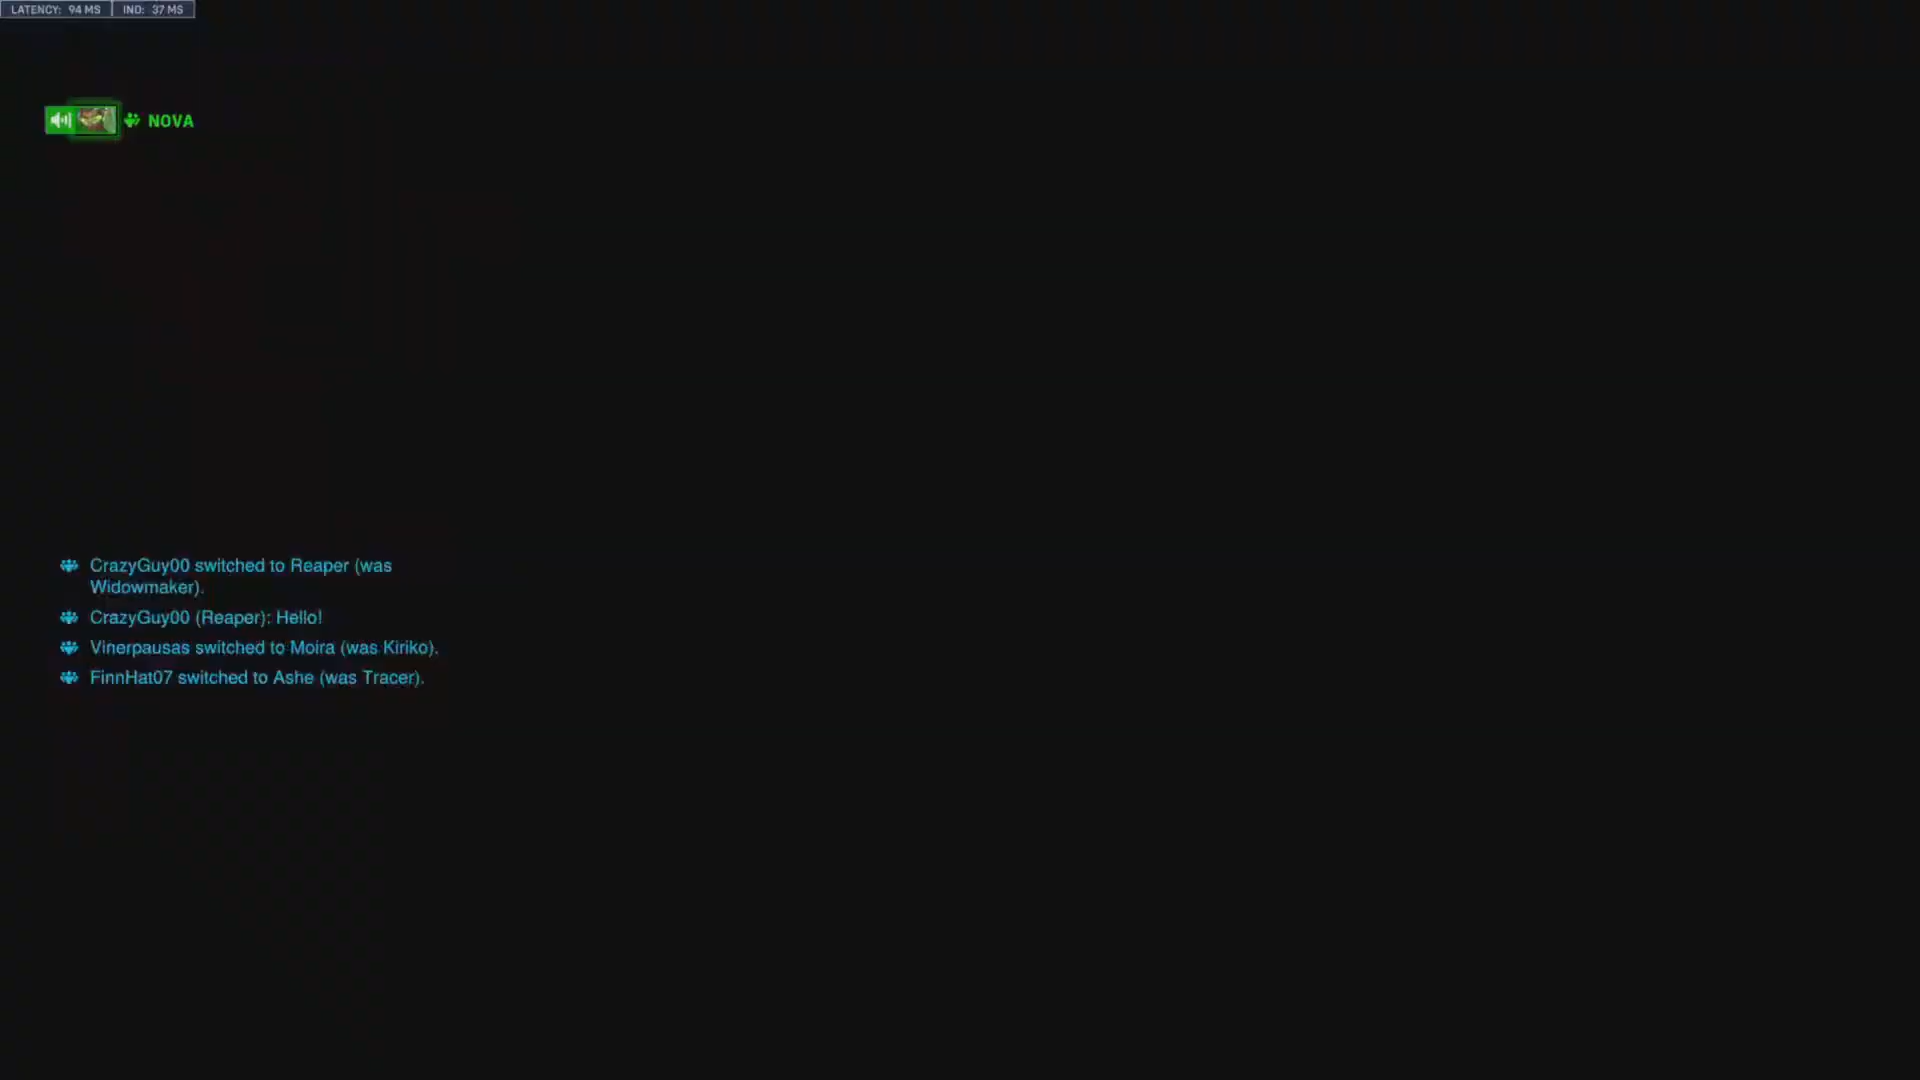 LATENCY: 94 MS IND: 37 MS
NOVA
CrazyGuy00 switched to Reaper (was
Widowmaker).
CrazyGuy00 (Reaper): Hello!
Vinerpausas switched to Moira (was Kiriko).
FinnHat07 switched to Ashe (was Tracer).